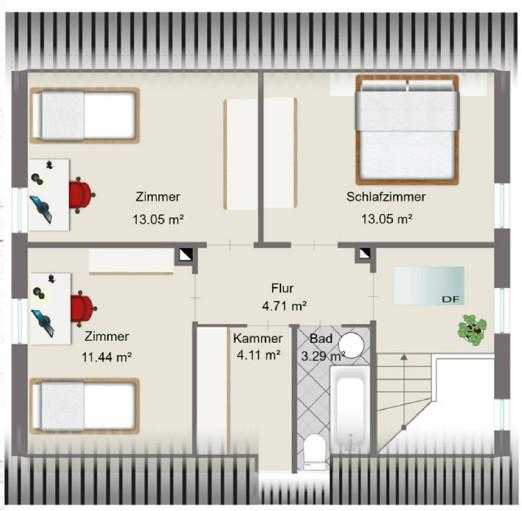 Zimmer
13.05 m²
Schlafzimmer
13.05 m²
Flur
4.71 m²
DF
Zimmer
11.44 m²
Kammer
4.11 m²
Bad
3.29 m²